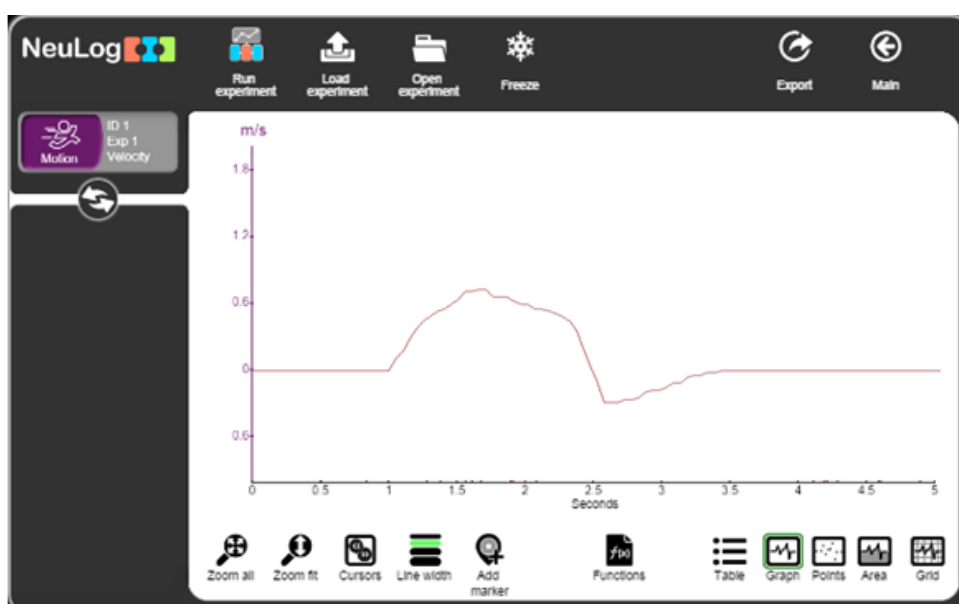 NeuLog
Run
experiment
Load
experiment
Open
experiment
Freeze
Export
Main
Motion
ID 1
Exp 1
Velocity
m/s
1.8
1.2
0.6
0
0.6
0
0.5
1
1.5
2
2.5
3
3.5
4
4.5
5
Seconds
Zoom all
Zoom fit
Cursors
Line width
Add
marker
f(x)
Functions
Table
Graph
Points
Area
Grid